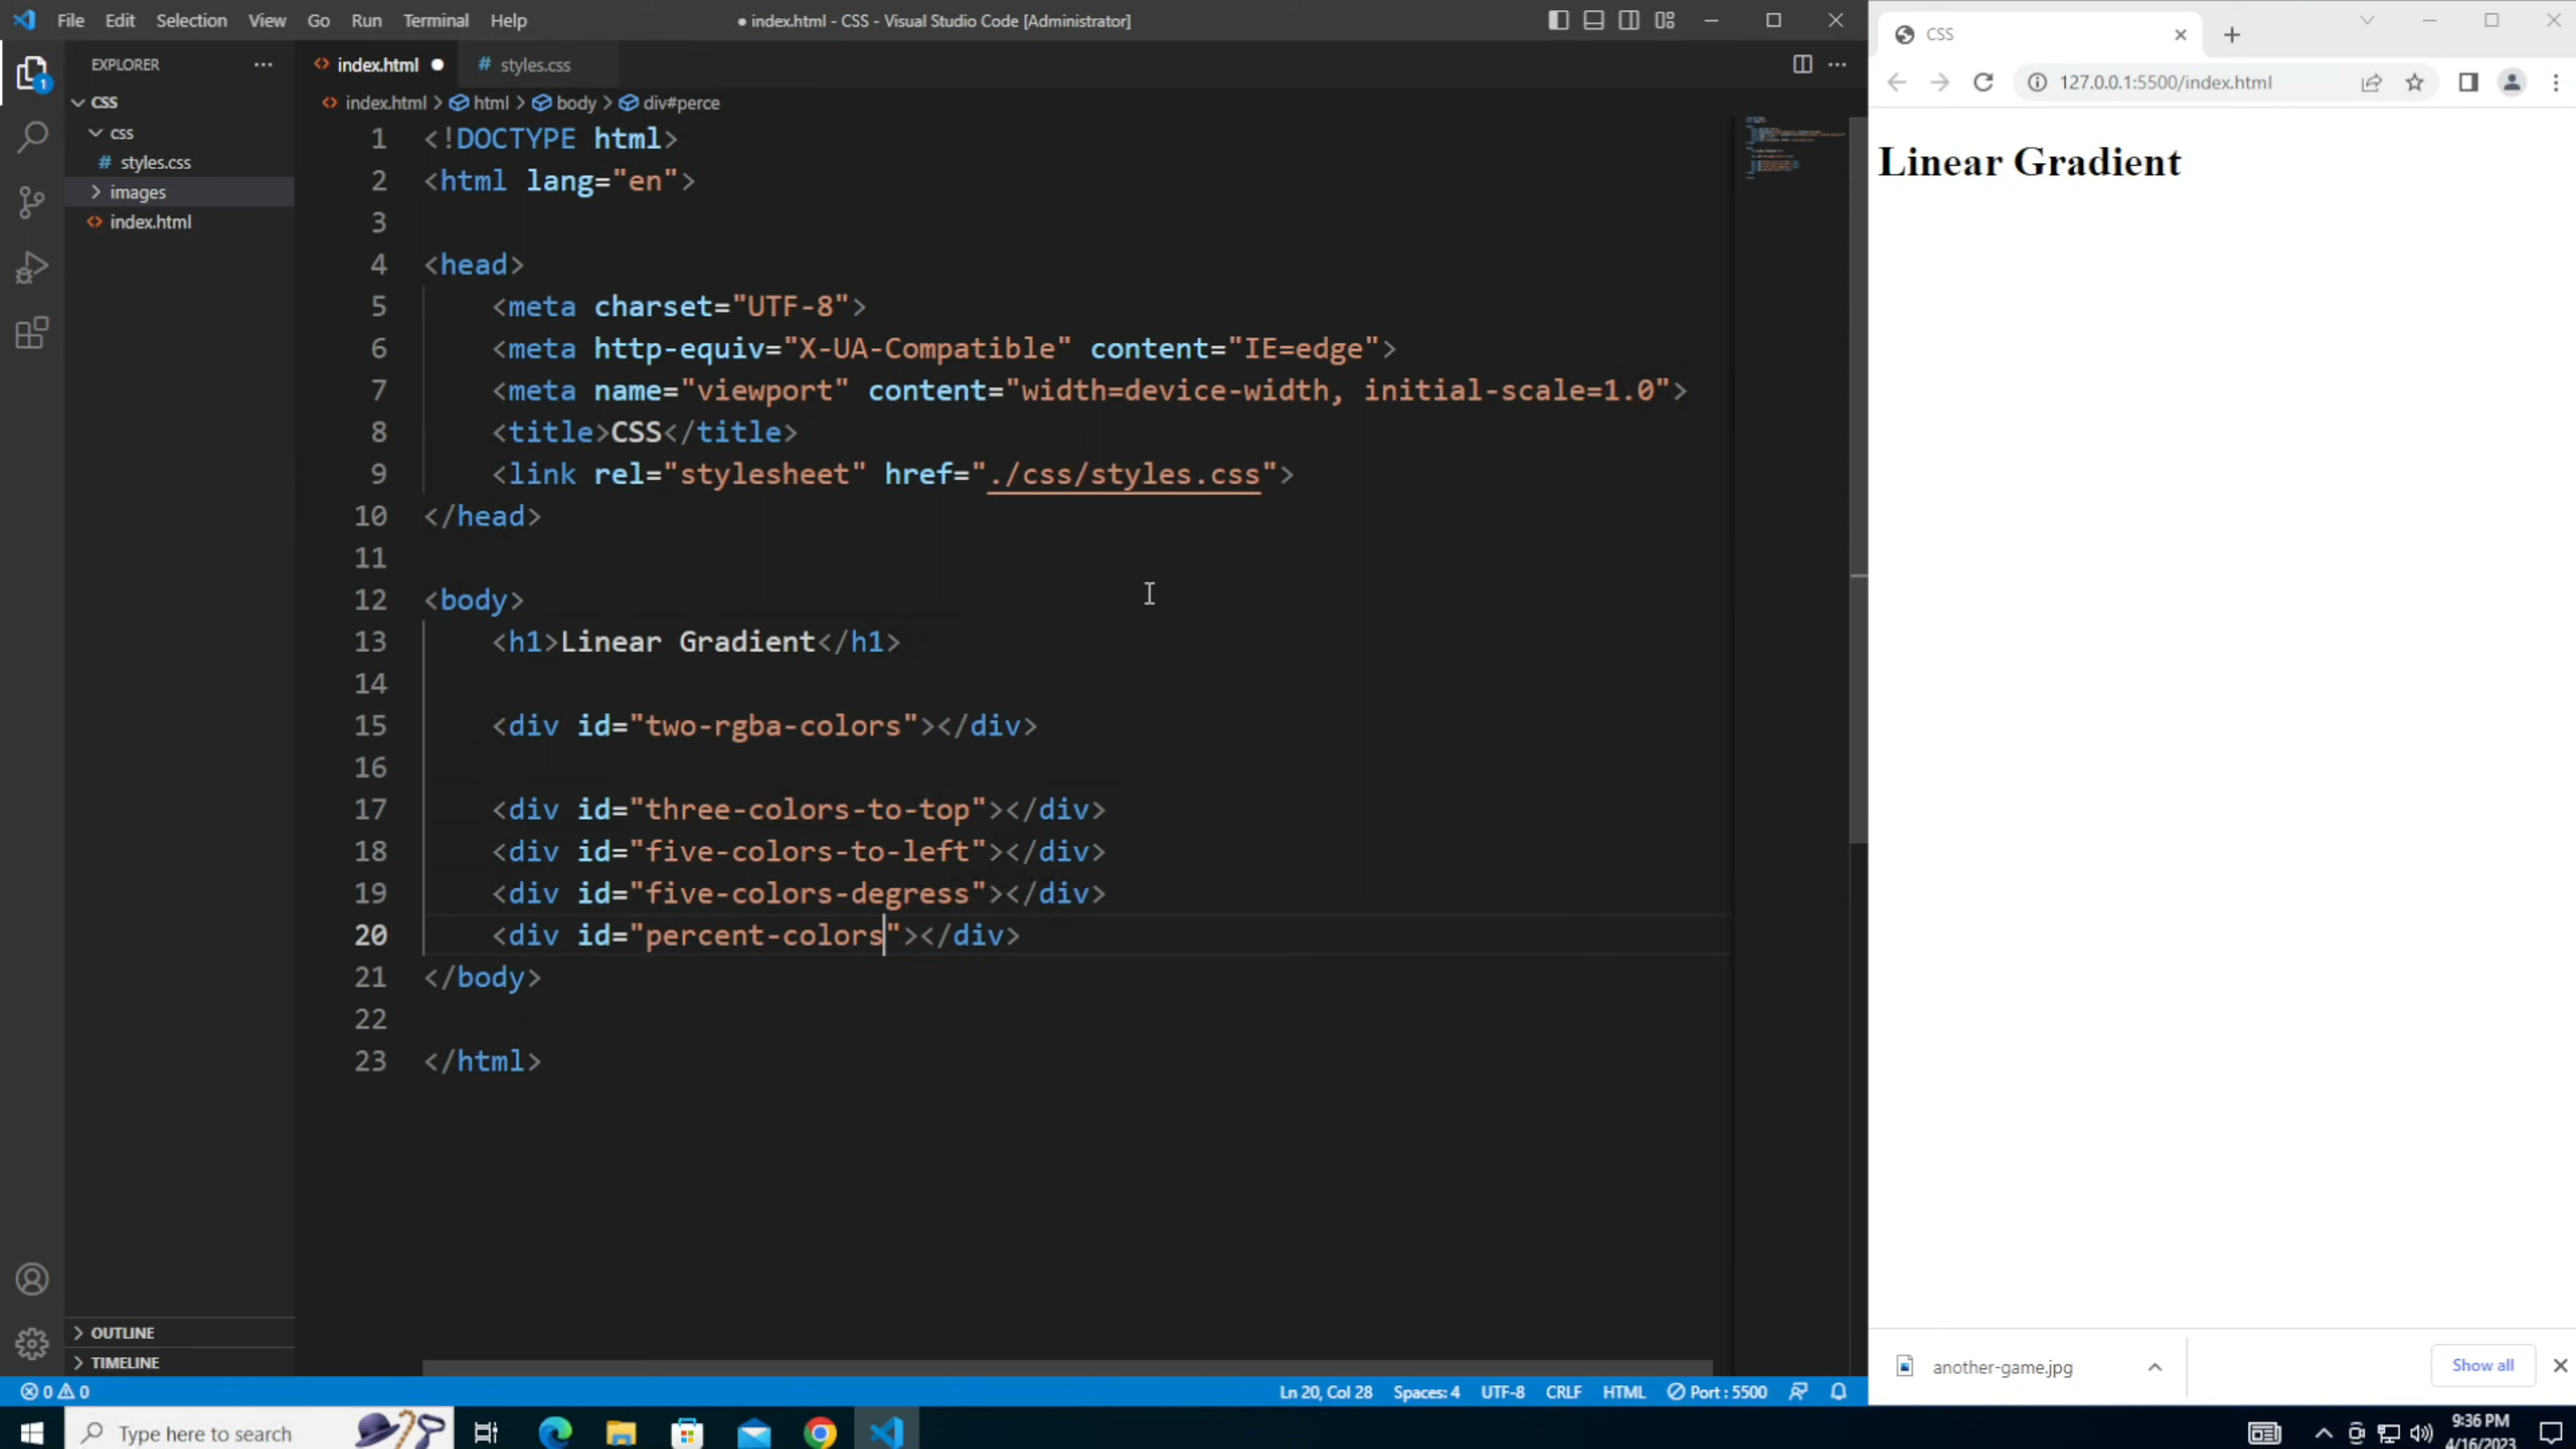 File Edit Selection View Go Run Terminal Help
● index.html - CSS - Visual Studio Code [Administrator]
EXPLORER
CSS
css
# styles.css
images
<> index.html
1
<> index.html ●
# styles.css
<> index.html > html > body > div#perce
1 <!DOCTYPE html>
2 <html lang="en">
3
4 <head>
5 <meta charset="UTF-8">
6 <meta http-equiv="X-UA-Compatible" content="IE=edge">
7 <meta name="viewport" content="width=device-width, initial-scale=1.0">
8 <title>CSS</title>
9 <link rel="stylesheet" href="./css/styles.css">
10 </head>
11
12 <body>
13 <h1>Linear Gradient</h1>
14
15 <div id="two-rgba-colors"></div>
16
17 <div id="three-colors-to-top"></div>
18 <div id="five-colors-to-left"></div>
19 <div id="five-colors-degress"></div>
20 <div id="percent-colors"></div>
21 </body>
22
23 </html>
OUTLINE
TIMELINE
0 0
Ln 20, Col 28 Spaces: 4 UTF-8 CRLF HTML Port : 5500
CSS
127.0.0.1:5500/index.html
Linear Gradient
another-game.jpg
Show all
Type here to search
9:36 PM
4/16/2023